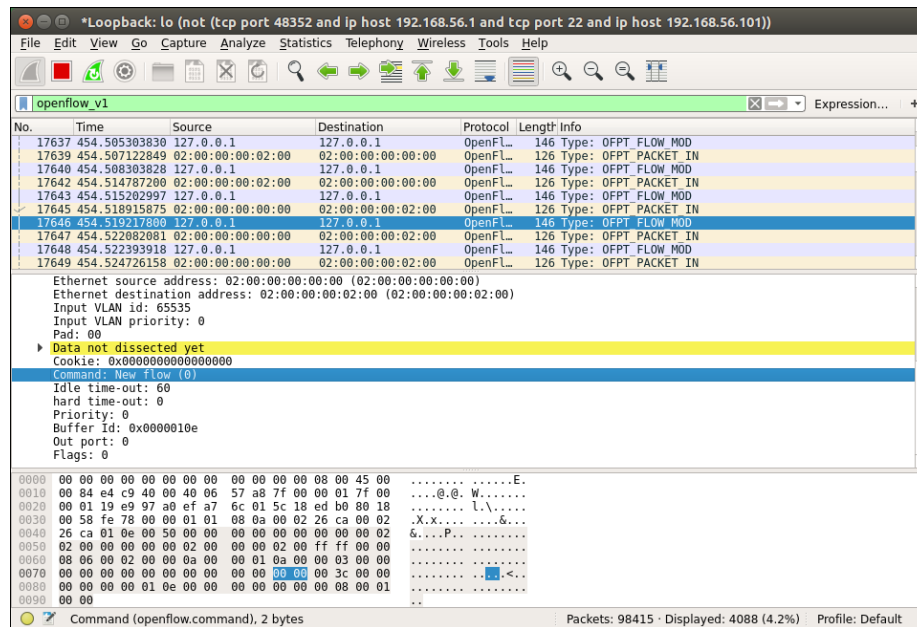 *Loopback: lo (not (tcp port 48352 and ip host 192.168.56.1 and tcp port 22 and ip host 192.168.56.101))
File Edit View Go Capture Analyze Statistics Telephony Wireless Tools Help
openflow_v1 Expression... +
No. Time Source Destination Protocol Length Info
17637 454.505303830 127.0.0.1 127.0.0.1 OpenFl… 146 Type: OFPT_FLOW_MOD
17639 454.507122849 02:00:00:00:02:00 02:00:00:00:00:00 OpenFl… 126 Type: OFPT_PACKET_IN
17640 454.508303828 127.0.0.1 127.0.0.1 OpenFl… 146 Type: OFPT_FLOW_MOD
17642 454.514787200 02:00:00:00:02:00 02:00:00:00:00:00 OpenFl… 126 Type: OFPT_PACKET_IN
17643 454.515202997 127.0.0.1 127.0.0.1 OpenFl… 146 Type: OFPT_FLOW_MOD
17645 454.518915875 02:00:00:00:00:00 02:00:00:00:02:00 OpenFl… 126 Type: OFPT_PACKET_IN
17646 454.519217800 127.0.0.1 127.0.0.1 OpenFl… 146 Type: OFPT_FLOW_MOD
17647 454.522082081 02:00:00:00:00:00 02:00:00:00:02:00 OpenFl… 126 Type: OFPT_PACKET_IN
17648 454.522393918 127.0.0.1 127.0.0.1 OpenFl… 146 Type: OFPT_FLOW_MOD
17649 454.524726158 02:00:00:00:00:00 02:00:00:00:02:00 OpenFl… 126 Type: OFPT_PACKET_IN
Ethernet source address: 02:00:00:00:00:00 (02:00:00:00:00:00)
Ethernet destination address: 02:00:00:00:02:00 (02:00:00:00:02:00)
Input VLAN id: 65535
Input VLAN priority: 0
Pad: 00
Data not dissected yet
Cookie: 0x0000000000000000
Command: New flow (0)
Idle time-out: 60
hard time-out: 0
Priority: 0
Buffer Id: 0x0000010e
Out port: 0
Flags: 0
0000 00 00 00 00 00 00 00 00 00 00 00 00 08 00 45 00 ........ ......E.
0010 00 84 e4 c9 40 00 40 06 57 a8 7f 00 00 01 7f 00 ....@.@. W.......
0020 00 01 19 e9 97 a0 ef a7 6c 01 5c 18 ed b0 80 18 ........ l.\.....
0030 00 58 fe 78 00 00 01 01 08 0a 00 02 26 ca 00 02 .X.x.... ....&...
0040 26 ca 01 0e 00 50 00 00 00 00 00 00 00 00 00 02 &....P.. ........
0050 02 00 00 00 00 00 02 00 00 00 02 00 ff ff 00 00 ........ ........
0060 08 06 00 02 00 00 0a 00 00 01 0a 00 00 03 00 00 ........ ........
0070 00 00 00 00 00 00 00 00 00 00 00 00 00 3c 00 00 ........ .....<..
0080 00 00 00 00 01 0e 00 00 00 00 00 00 00 08 00 01 ........ ........
0090 00 00 ..
Command (openflow.command), 2 bytes Packets: 98415 · Displayed: 4088 (4.2%) Profile: Default